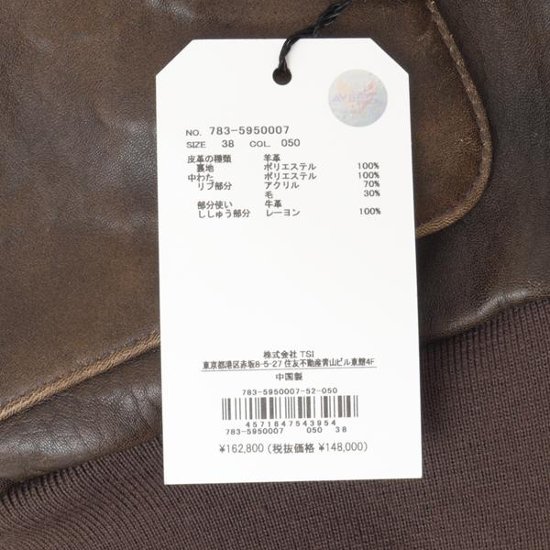 NO. 783-5950007
SIZE 38 COL. 050
皮革の種類 羊革
裏地 ポリエステル 100%
中わた ポリエステル 100%
リブ部分 アクリル 70%
毛 30%
部分使い 牛革
ししゅう部分 レーヨン 100%
株式会社TSI
東京都港区赤坂8-5-27 住友不動産青山ビル東館4F
中国製
783-5950007-52-050
4571647543954
783-5950007 050 38
¥162,800 (税抜価格 ¥148,000)